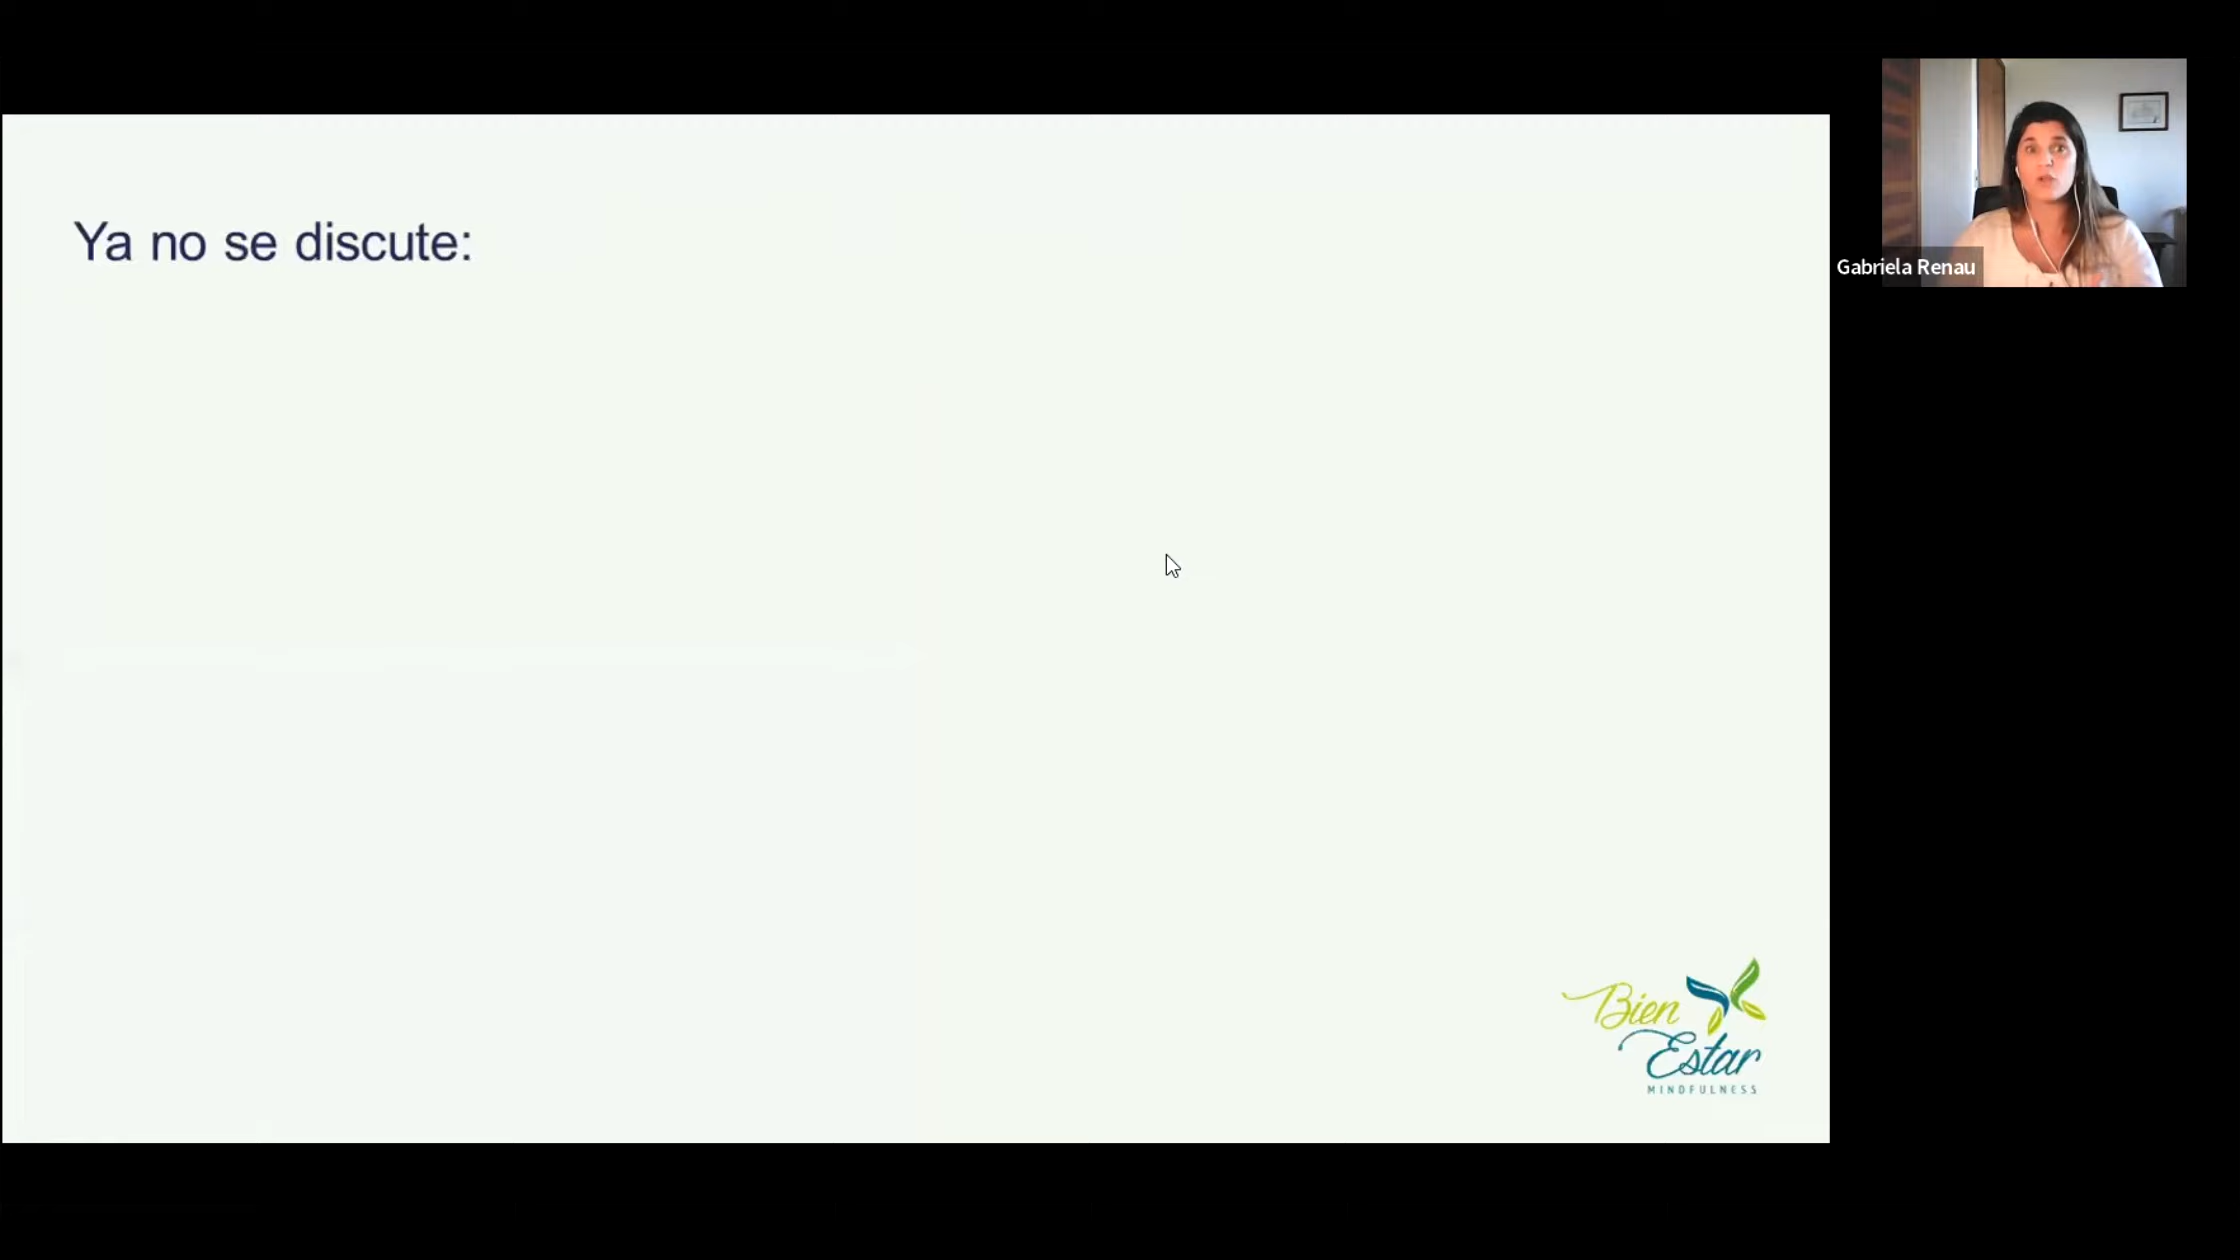 Ya no se discute:
Gabriela Renau
Bien
Estar
MINDFULNESS